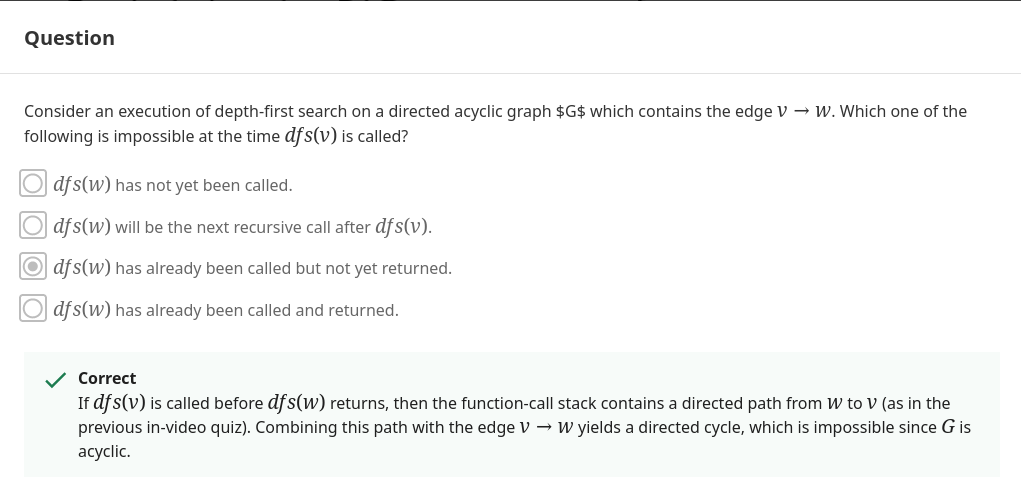 Question
Consider an execution of depth-first search on a directed acyclic graph $G$ which contains the edge v → w. Which one of the
following is impossible at the time dfs(v) is called?
dfs(w) has not yet been called.
dfs(w) will be the next recursive call after dfs(v).
dfs(w) has already been called but not yet returned.
dfs(w) has already been called and returned.
Correct
If dfs(v) is called before dfs(w) returns, then the function-call stack contains a directed path from w to v (as in the
previous in-video quiz). Combining this path with the edge v → w yields a directed cycle, which is impossible since G is
acyclic.